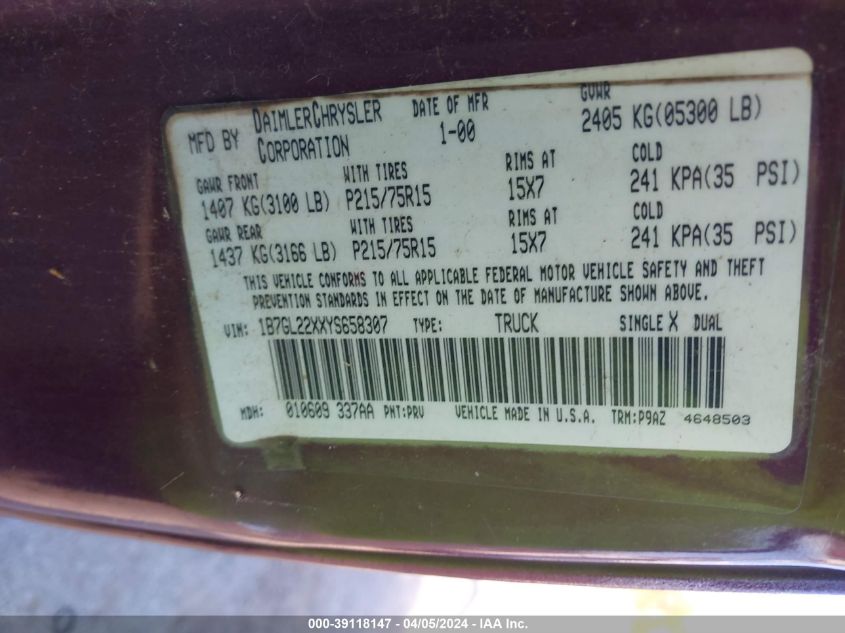 MFD BY DAIMLERCHRYSLER CORPORATION DATE OF MFR 1-00 GVWR 2405 KG(05300 LB)
GAWR FRONT WITH TIRES RIMS AT COLD
1407 KG(3100 LB) P215/75R15 15X7 241 KPA(35 PSI)
GAWR REAR WITH TIRES RIMS AT COLD
1437 KG(3166 LB) P215/75R15 15X7 241 KPA(35 PSI)
THIS VEHICLE CONFORMS TO ALL APPLICABLE FEDERAL MOTOR VEHICLE SAFETY AND THEFT
PREVENTION STANDARDS IN EFFECT ON THE DATE OF MANUFACTURE SHOWN ABOVE.
VIN: 1B7GL22XXYS658307 TYPE: TRUCK SINGLE X DUAL
MDH: 010609 337AA PNT:PRV VEHICLE MADE IN U.S.A. TRM:P9AZ 4648503
000-39118147 - 04/05/2024 - IAA Inc.